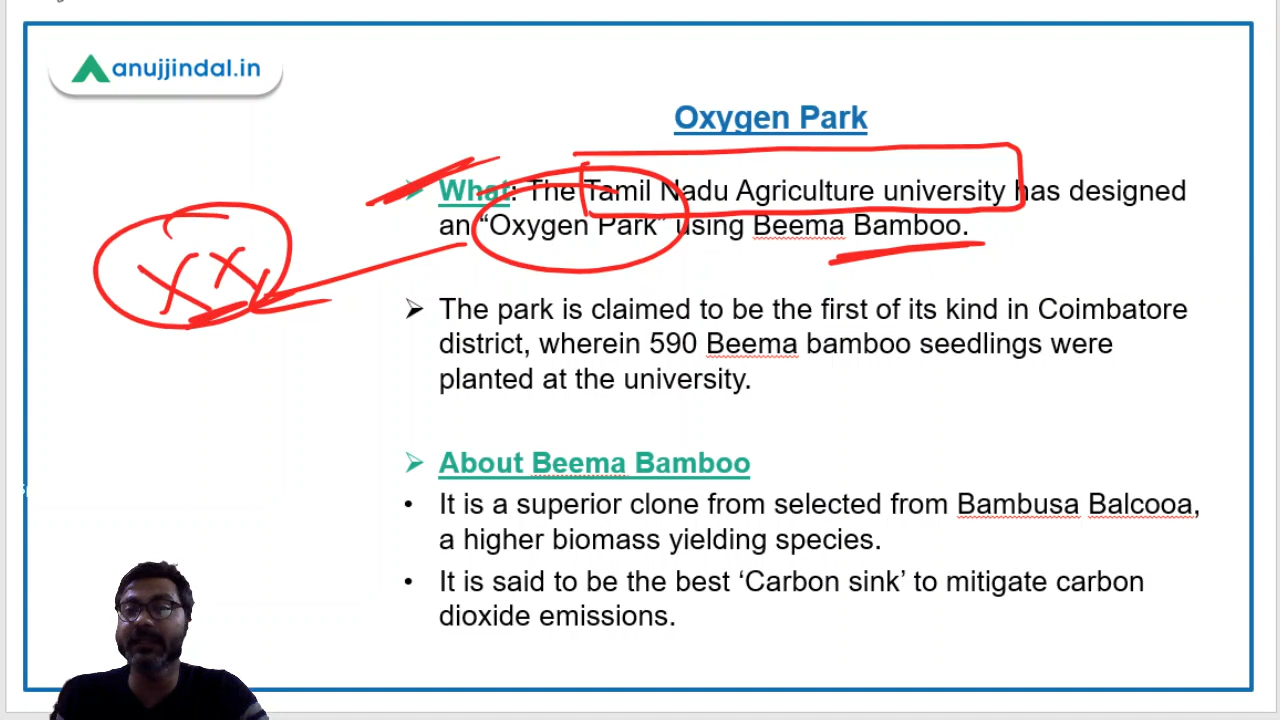 anujjindal.in
Oxygen Park
What: The Tamil Nadu Agriculture university has designed
an “Oxygen Park” using Beema Bamboo.
The park is claimed to be the first of its kind in Coimbatore
district, wherein 590 Beema bamboo seedlings were
planted at the university.
About Beema Bamboo
• It is a superior clone from selected from Bambusa Balcooa,
a higher biomass yielding species.
• It is said to be the best ‘Carbon sink’ to mitigate carbon
dioxide emissions.